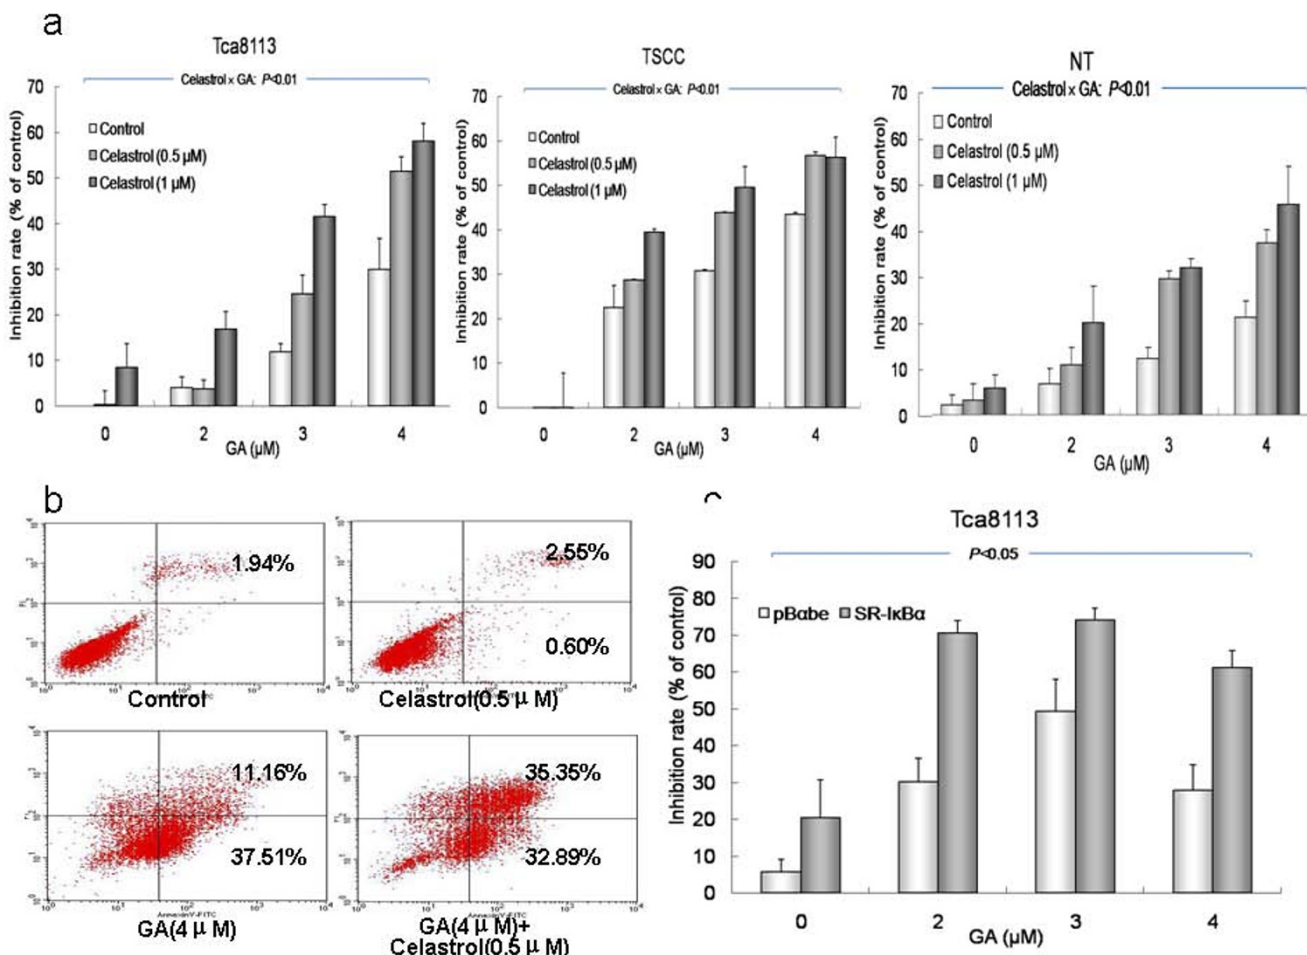 a
Tca8113
Celastrol × GA: P<0.01
Inhibition rate (% of control)
70
60
50
40
30
20
10
0
Control
Celastrol (0.5 µM)
Celastrol (1 µM)
0 2 3 4
GA (µM)
TSCC
Celastrol × GA: P<0.01
Inhibition rate (% of control)
70
60
50
40
30
20
10
0
Control
Celastrol (0.5 µM)
Celastrol (1 µM)
0 2 3 4
GA (µM)
NT
Celastrol × GA: P<0.01
Inhibition rate (% of control)
70
60
50
40
30
20
10
0
Control
Celastrol (0.5 µM)
Celastrol (1 µM)
0 2 3 4
GA (µM)
b
1.94%
Control
2.55%
0.60%
Celastrol(0.5 μ M)
11.16%
37.51%
AnnexinV-FITC
GA(4 μ M)
35.35%
32.89%
AnnexinV-FITC
GA(4 μ M)+
Celastrol(0.5 μ M)
Tca8113
P<0.05
Inhibition rate (% of control)
90
80
70
60
50
40
30
20
10
0
pBabe SR-IκBα
0 2 3 4
GA (µM)